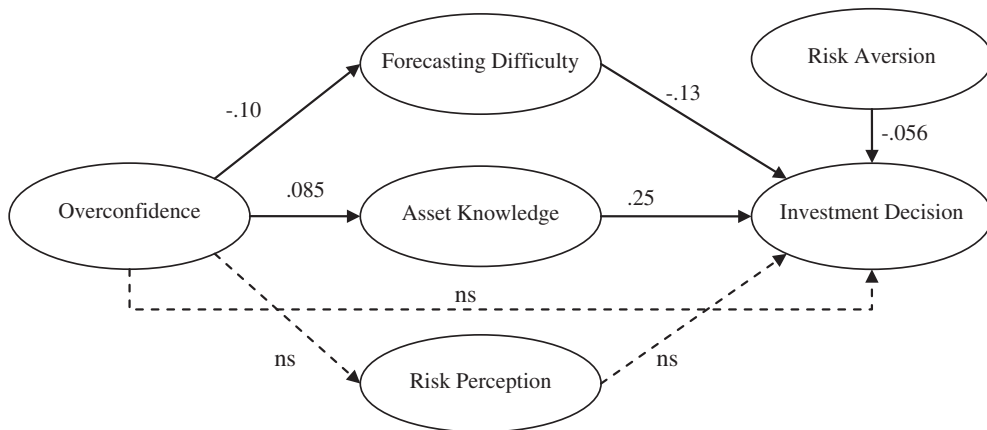 Forecasting Difficulty
Risk Aversion
-.10
-.13
-.056
Overconfidence
.085
Asset Knowledge
.25
Investment Decision
ns
ns
ns
Risk Perception